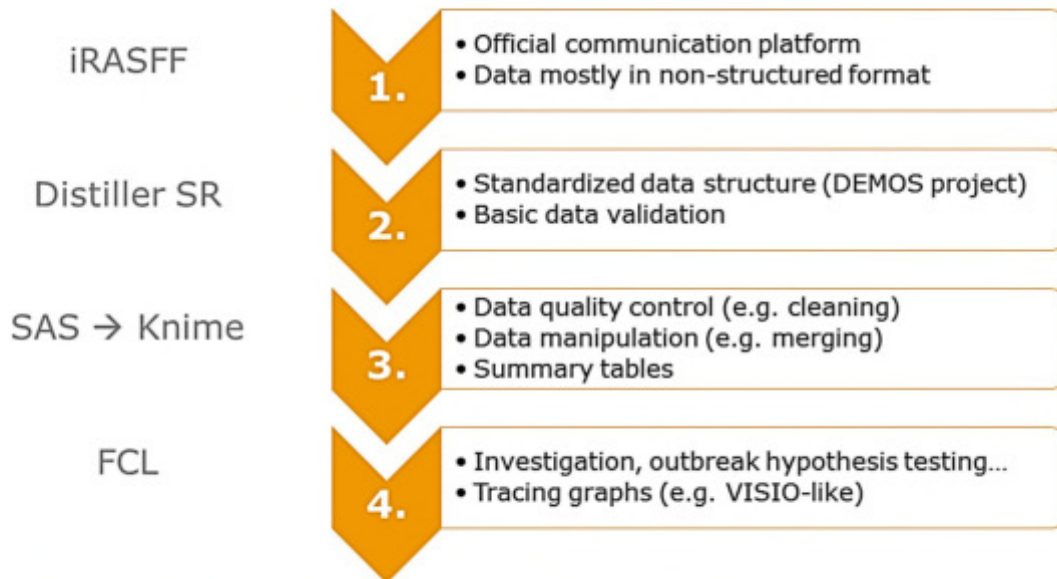 iRASFF
1.
• Official communication platform
• Data mostly in non-structured format
Distiller SR
2.
• Standardized data structure (DEMOS project)
• Basic data validation
SAS → Knime
3.
• Data quality control (e.g. cleaning)
• Data manipulation (e.g. merging)
• Summary tables
FCL
4.
• Investigation, outbreak hypothesis testing...
• Tracing graphs (e.g. VISIO-like)